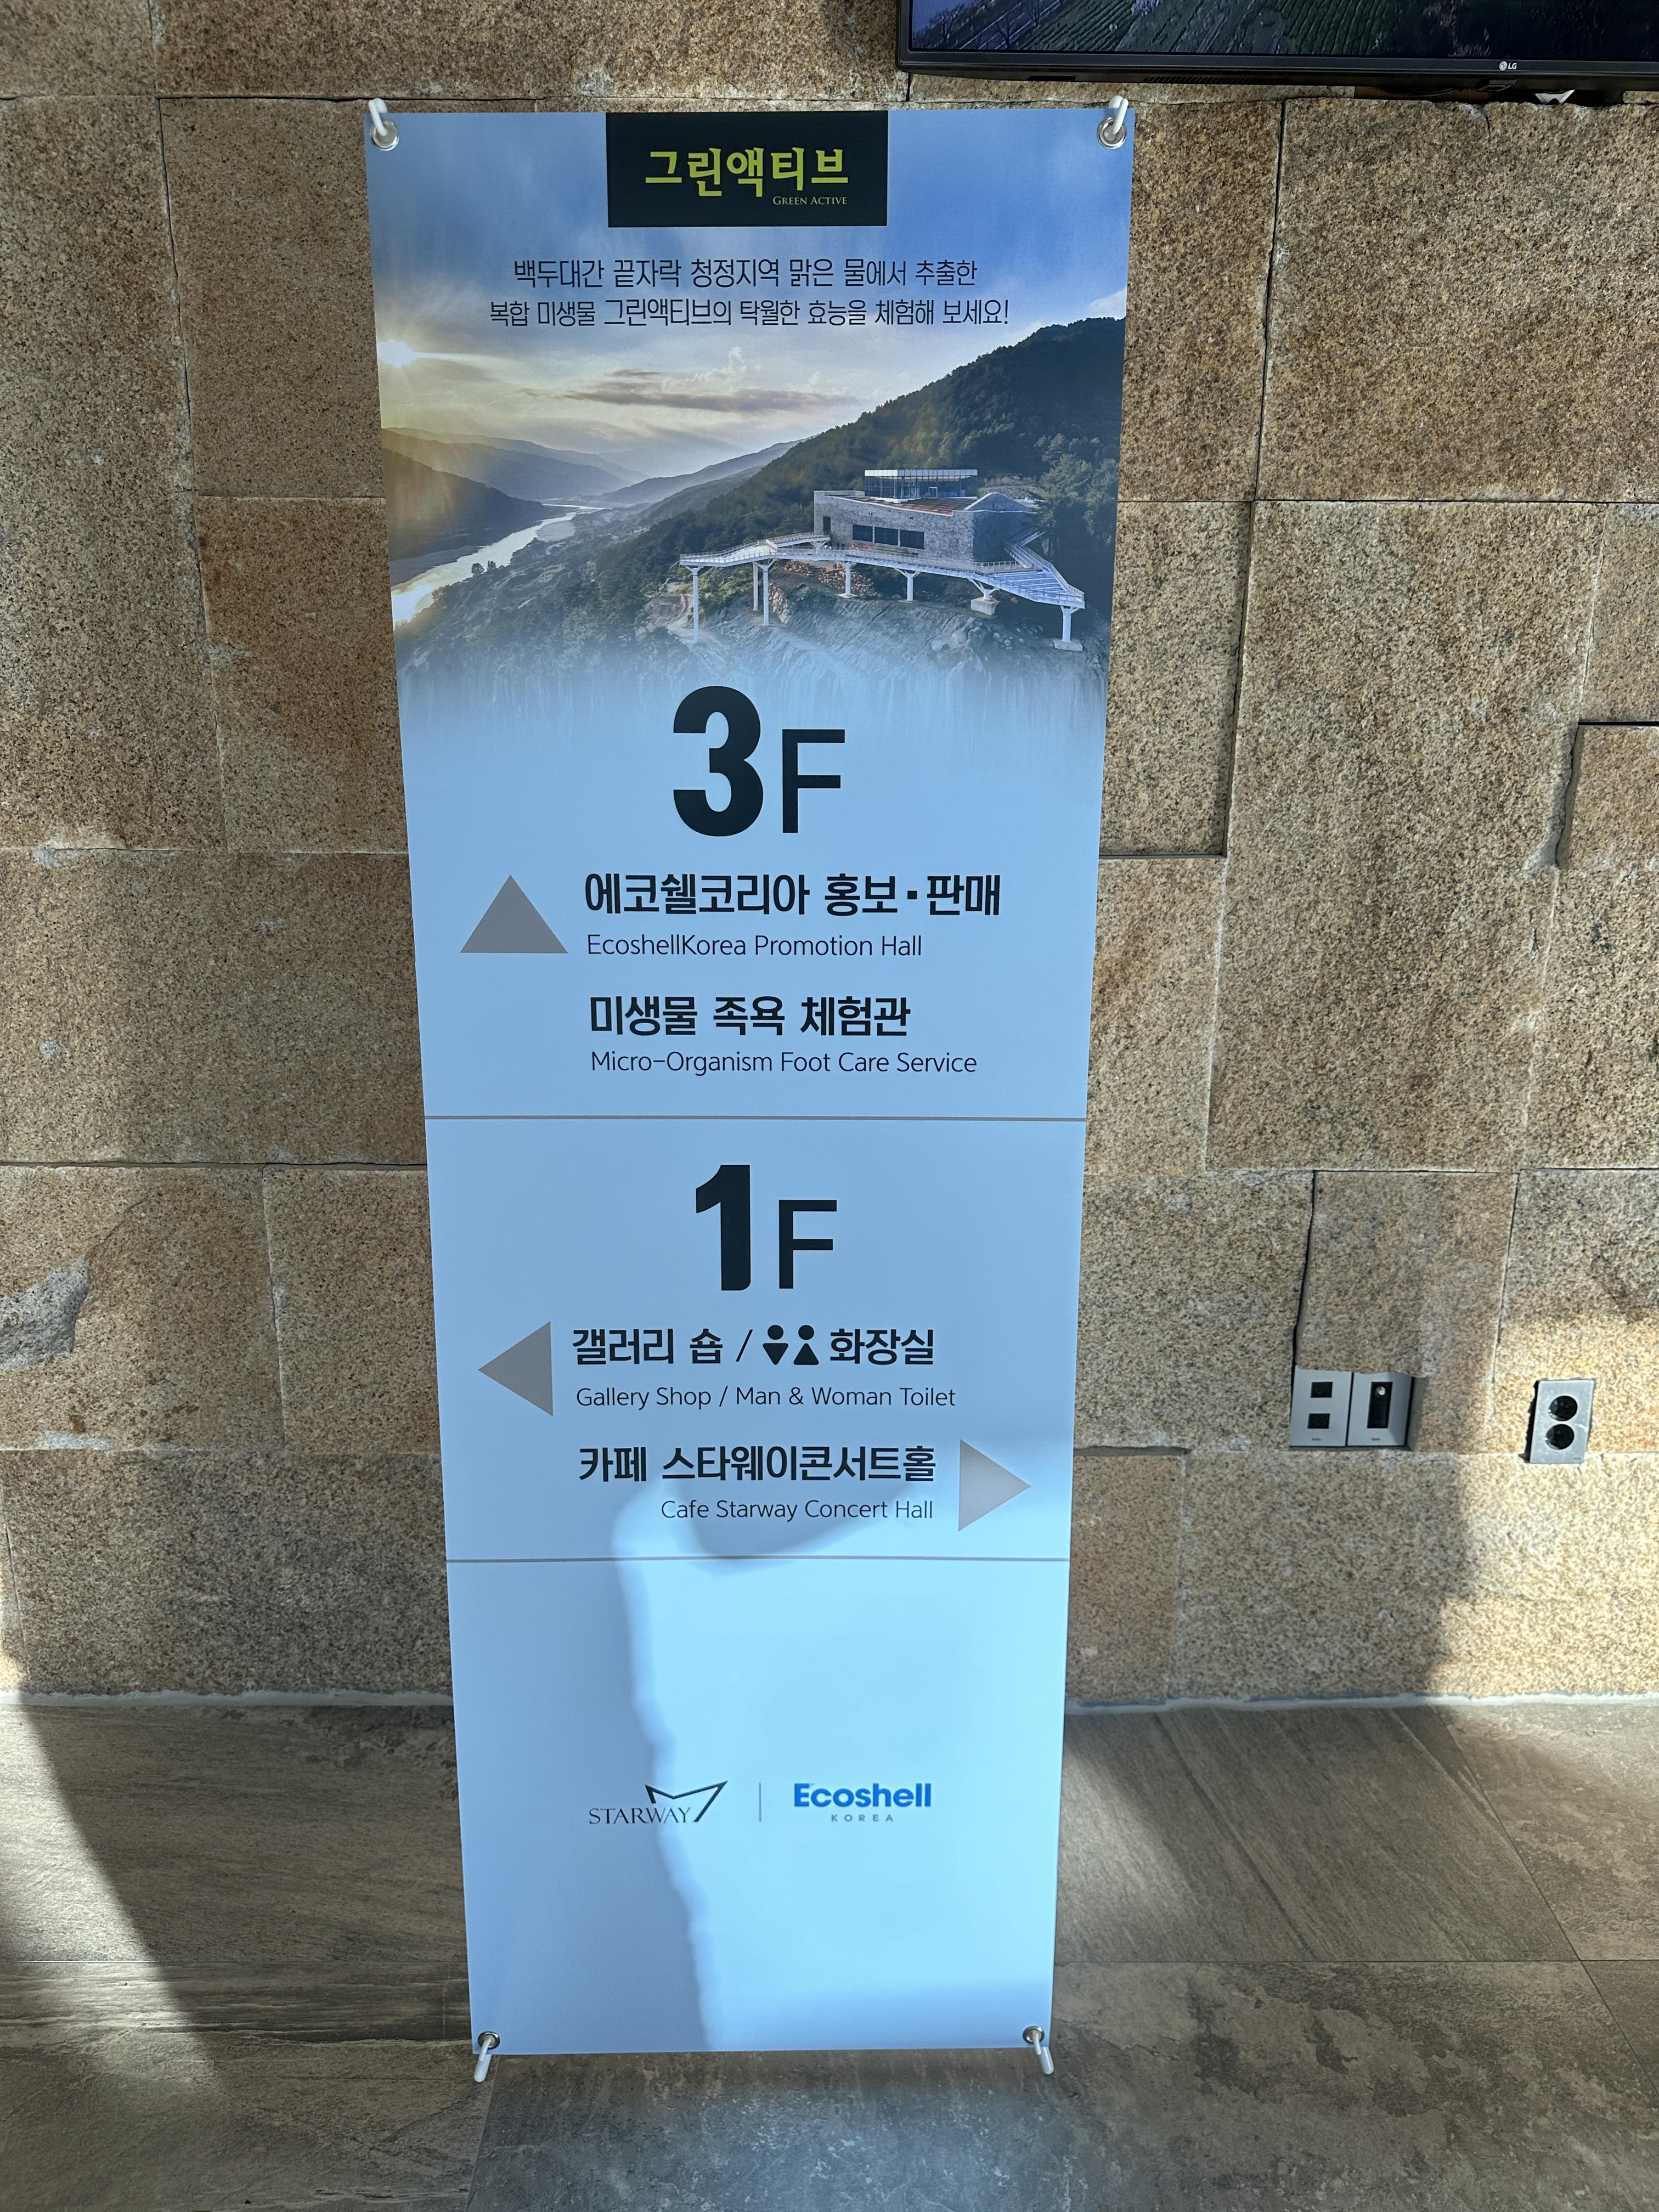 LG
그린액티브
GREEN ACTIVE
백두대간 끝자락 청정지역 맑은 물에서 추출한
복합 미생물 그린액티브의 탁월한 효능을 체험해 보세요!
3F
에코쉘코리아 홍보·판매
EcoshellKorea Promotion Hall
미생물 족욕 체험관
Micro-Organism Foot Care Service
1F
갤러리 숍 / 화장실
Gallery Shop / Man & Woman Toilet
카페 스타웨이콘서트홀
Cafe Starway Concert Hall
STARWAY
Ecoshell
KOREA